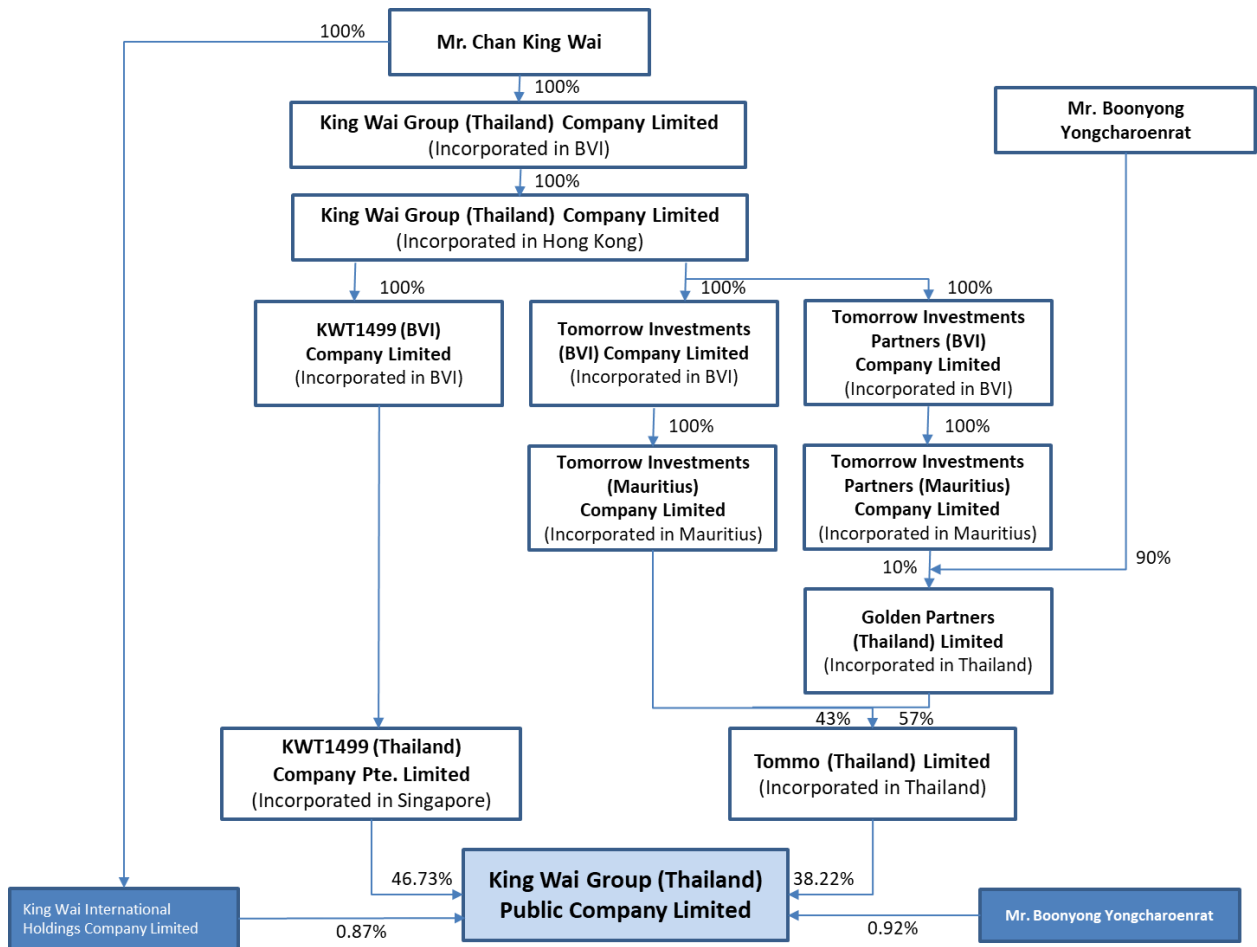 100%
Mr. Chan King Wai
100%
King Wai Group (Thailand) Company Limited
(Incorporated in BVI)
Mr. Boonyong
Yongcharoenrat
100%
King Wai Group (Thailand) Company Limited
(Incorporated in Hong Kong)
100%
100%
100%
KWT1499 (BVI)
Company Limited
(Incorporated in BVI)
Tomorrow Investments
(BVI) Company Limited
(Incorporated in BVI)
Tomorrow Investments
Partners (BVI)
Company Limited
(Incorporated in BVI)
100%
100%
Tomorrow Investments
(Mauritius)
Company Limited
(Incorporated in Mauritius)
Tomorrow Investments
Partners (Mauritius)
Company Limited
(Incorporated in Mauritius)
10%
90%
Golden Partners
(Thailand) Limited
(Incorporated in Thailand)
43%
57%
KWT1499 (Thailand)
Company Pte. Limited
(Incorporated in Singapore)
Tommo (Thailand) Limited
(Incorporated in Thailand)
46.73%
King Wai Group (Thailand)
Public Company Limited
38.22%
King Wai International
Holdings Company Limited
0.87%
0.92%
Mr. Boonyong Yongcharoenrat